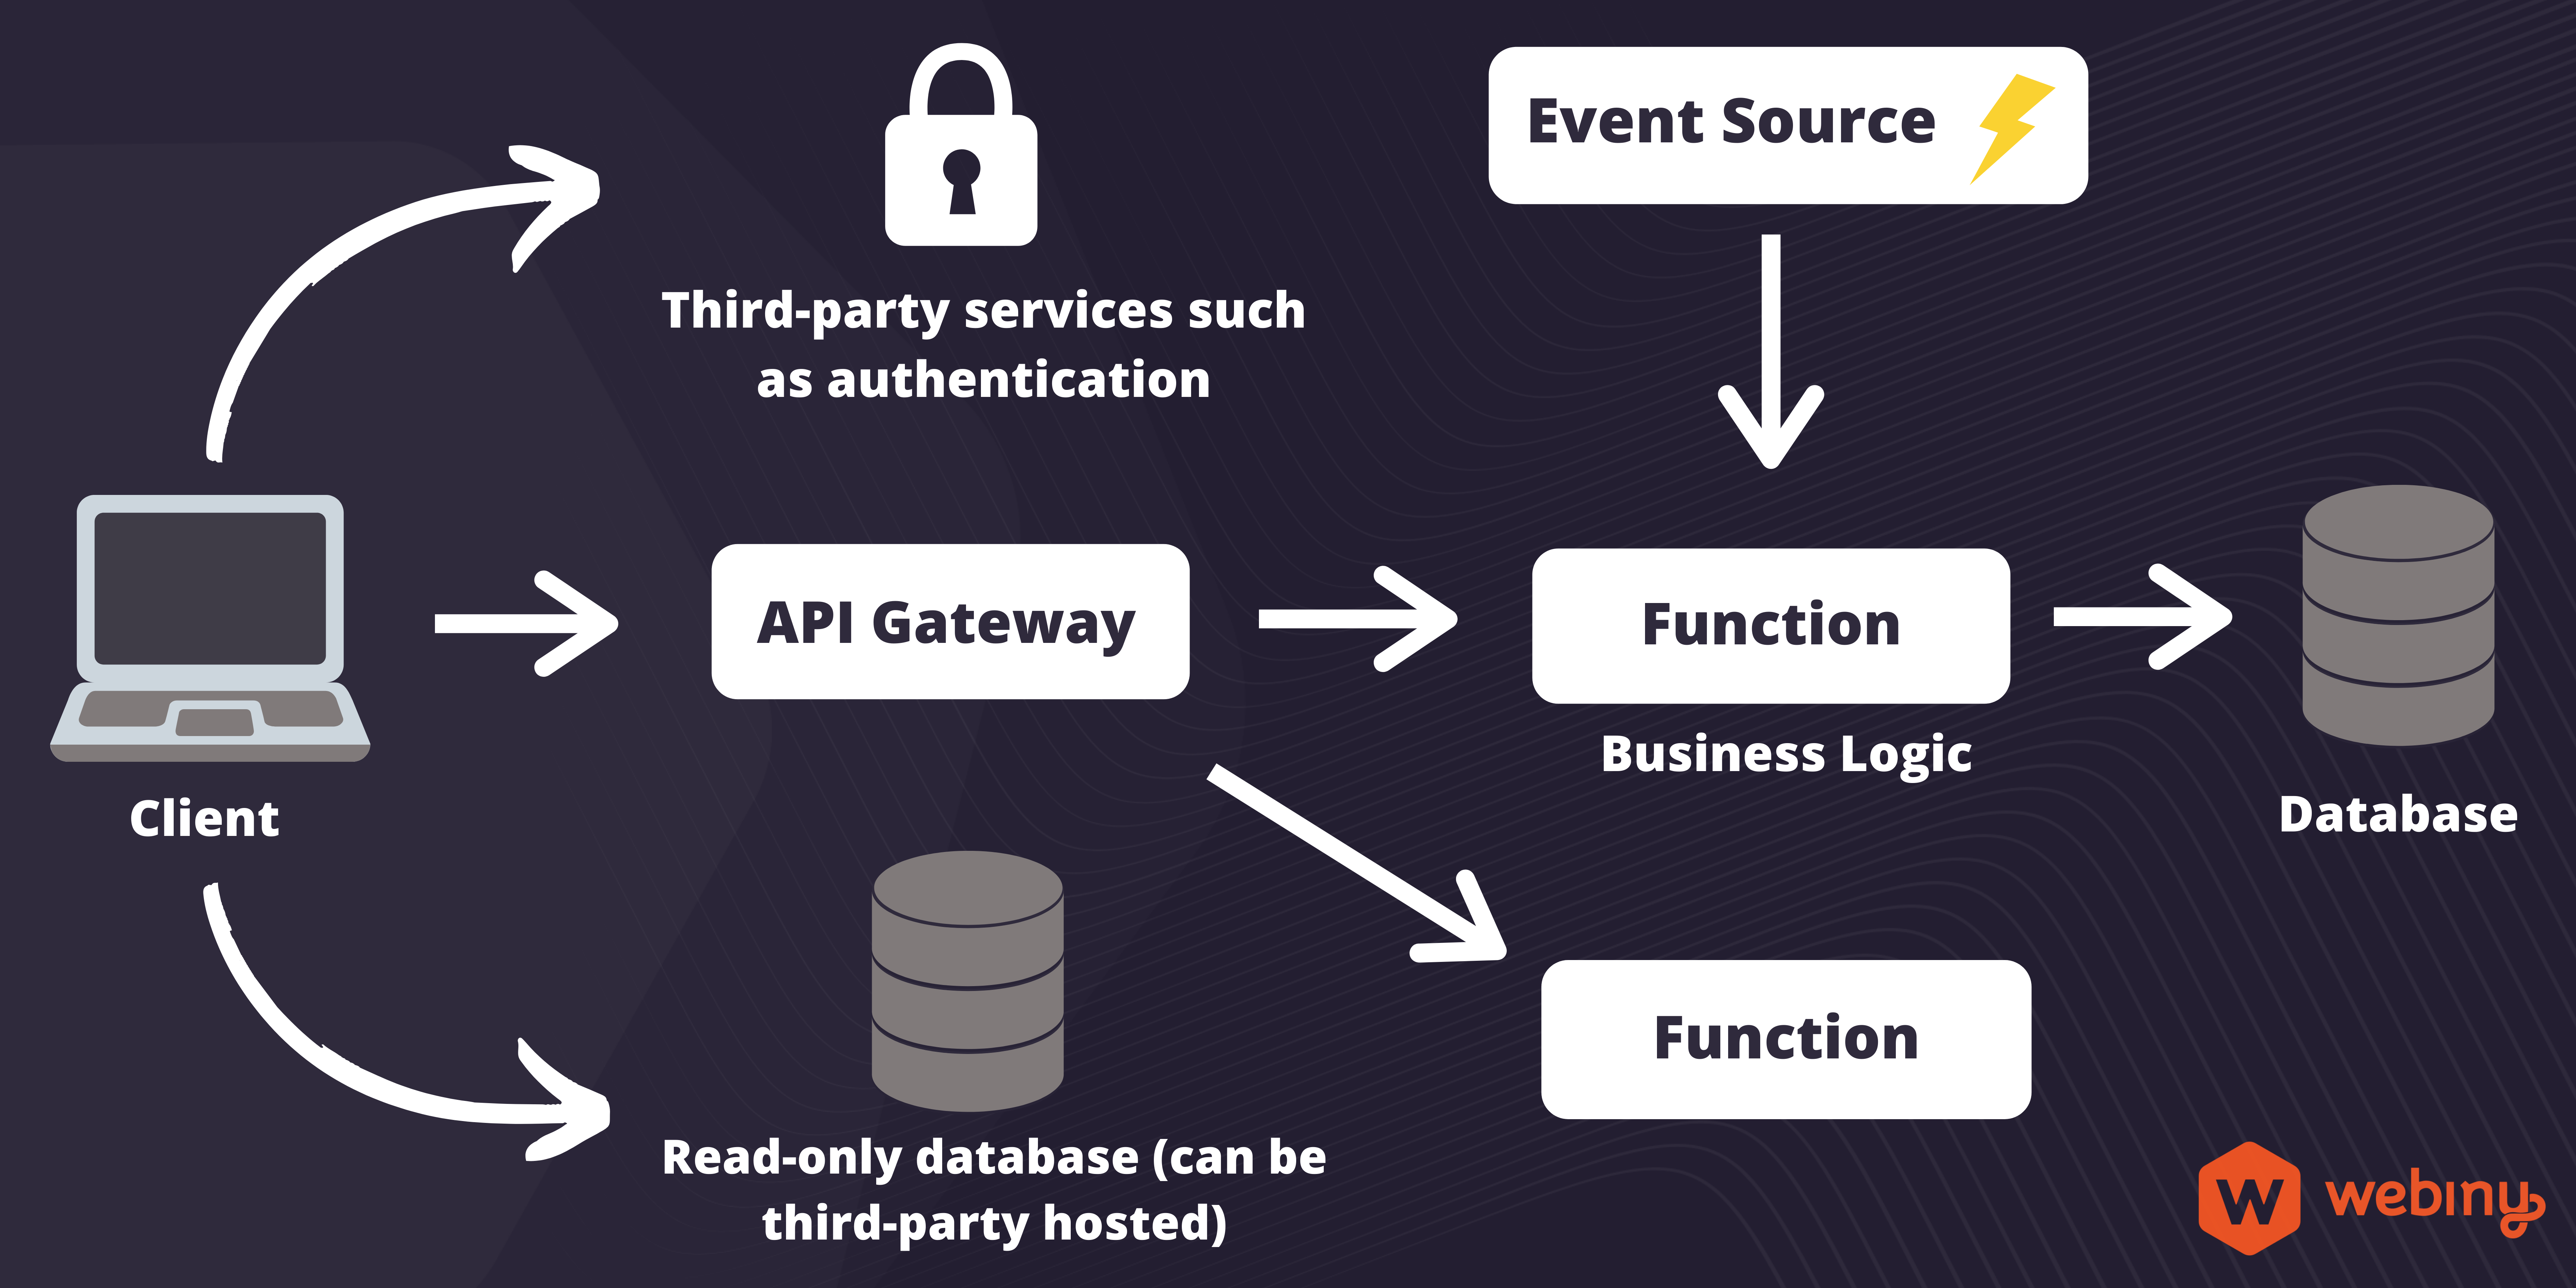 Event Source
Third-party services such
as authentication
API Gateway
Function
Business Logic
Client
Database
Function
Read-only database (can be
third-party hosted)
W webiny